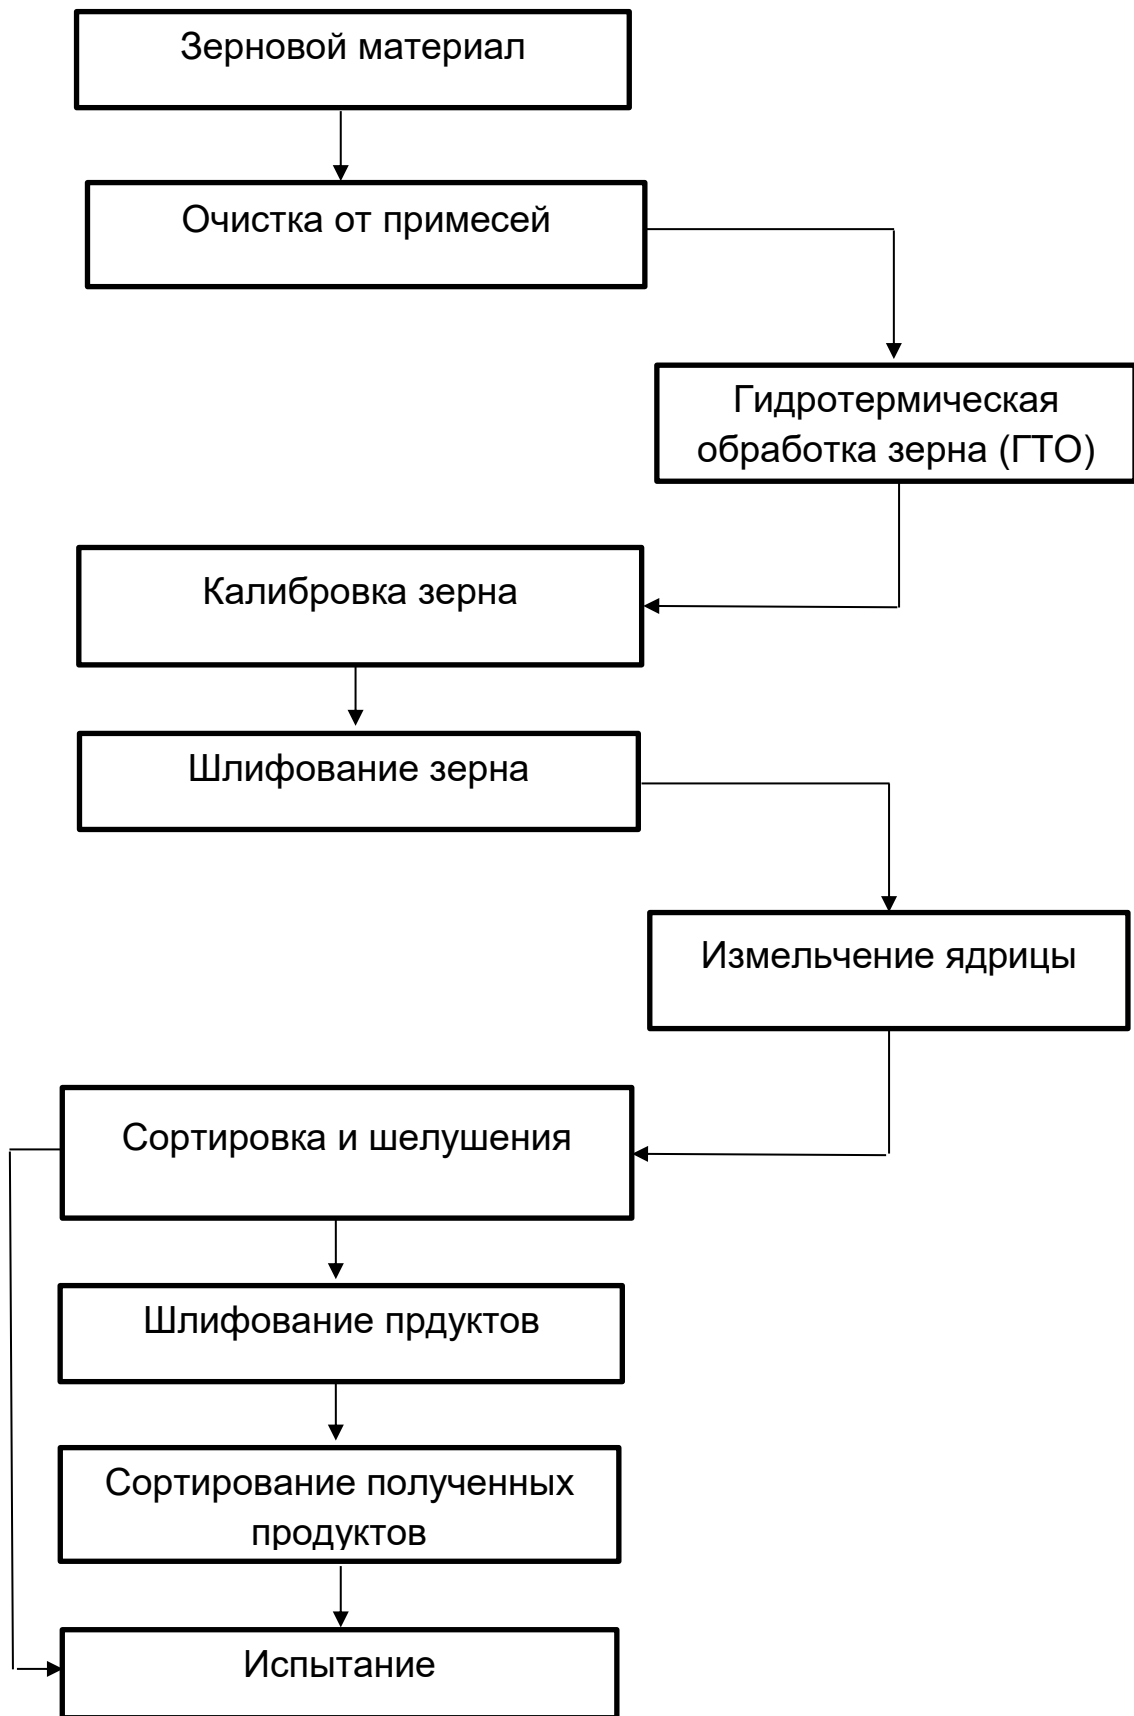 Зерновой материал
Очистка от примесей
Гидротермическая
обработка зерна (ГТО)
Калибровка зерна
Шлифование зерна
Измельчение ядрицы
Сортировка и шелушения
Шлифование прдуктов
Сортирование полученных
продуктов
Испытание